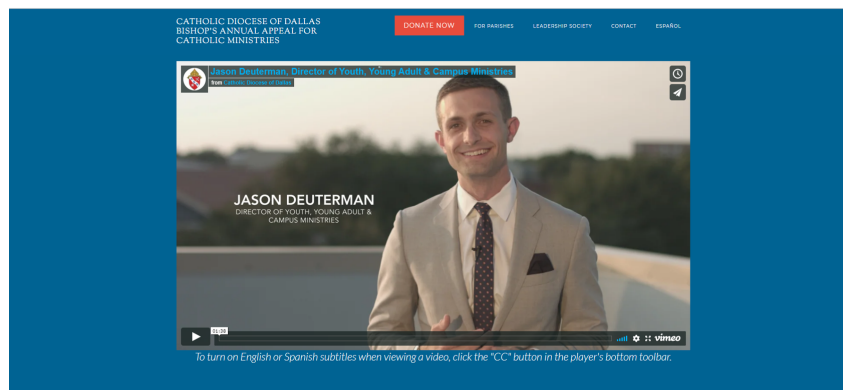 CATHOLIC DIOCESE OF DALLAS
BISHOP'S ANNUAL APPEAL FOR
CATHOLIC MINISTRIES
DONATE NOW
FOR PARISHES
LEADERSHIP SOCIETY
CONTACT
ESPAÑOL
Jason Deuterman, Director of Youth, Young Adult & Campus Ministries
from Catholic Diocese of Dallas
JASON DEUTERMAN
DIRECTOR OF YOUTH, YOUNG ADULT &
CAMPUS MINISTRIES
01:38
vimeo
To turn on English or Spanish subtitles when viewing a video, click the "CC" button in the player's bottom toolbar.